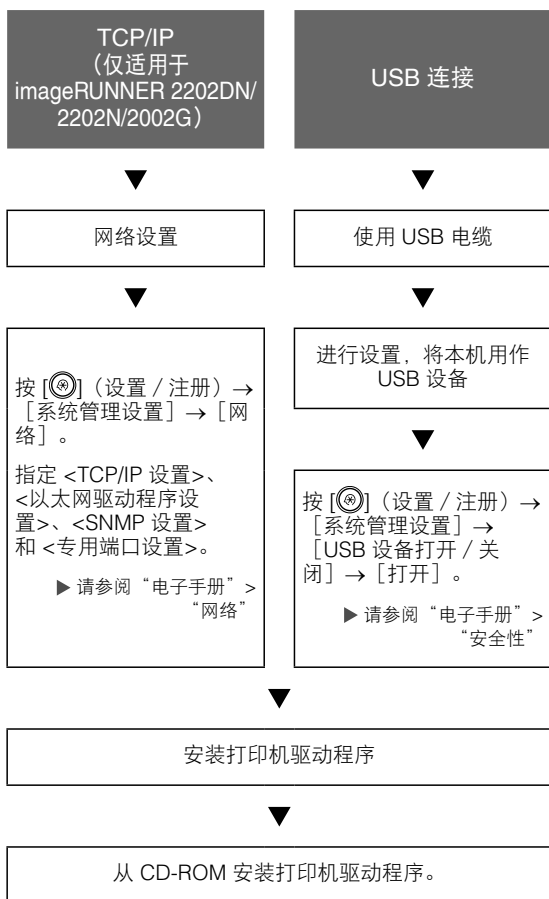 TCP/IP
（仅适用于
imageRUNNER 2202DN/
2202N/2002G）
▼
网络设置
▼
按 [ ]（设置 / 注册）→
［系统管理设置］→［网
络］。
指定 <TCP/IP 设置>、
<以太网驱动程序设
置>、<SNMP 设置>
和 <专用端口设置>。
▶ 请参阅“电子手册”>
“网络”
USB 连接
▼
使用 USB 电缆
▼
进行设置，将本机用作
USB 设备
▼
按 [ ]（设置 / 注册）→
［系统管理设置］→
［USB 设备打开 / 关
闭］→［打开］。
▶ 请参阅“电子手册”>
“安全性”
▼
安装打印机驱动程序
▼
从 CD-ROM 安装打印机驱动程序。